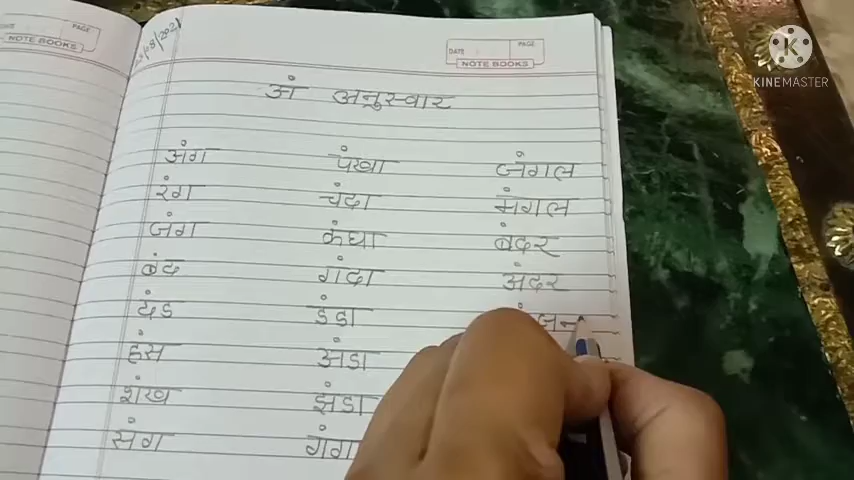 NOTE BOOKS PAGE
DATE PAGE
NOTE BOOKS
KINEMASTER
अं अनुस्वार
अंग पंखा जंगल
रंग चंदा मंगल
जंग कंघा बंदर
बंद गंदा अंदर
दंड डंडा
हंस अंडा
शंख झंडा
संग गंगा